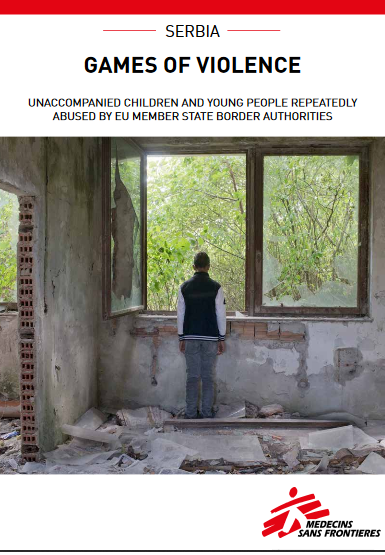 SERBIA
GAMES OF VIOLENCE
UNACCOMPANIED CHILDREN AND YOUNG PEOPLE REPEATEDLY
ABUSED BY EU MEMBER STATE BORDER AUTHORITIES
MEDECINS
SANS FRONTIERES